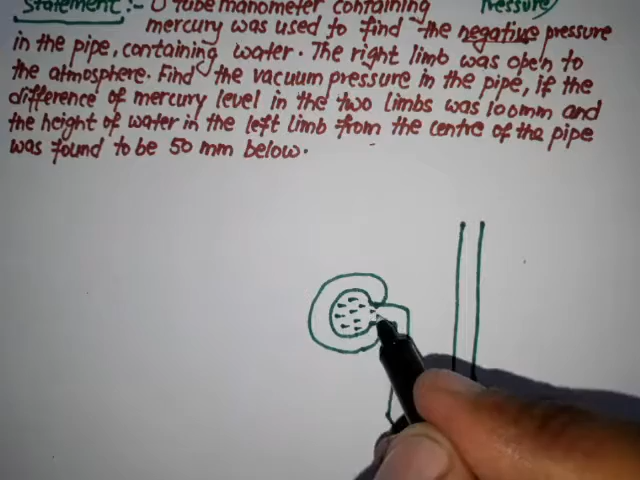 Statement:- U tube manometer containing Pressure
mercury was used to find the negative pressure
in the pipe, containing water. The right limb was open to
the atmosphere. Find the vacuum pressure in the pipe, if the
difference of mercury level in the two limbs was 100mm and
the height of water in the left limb from the centre of the pipe
was found to be 50 mm below.